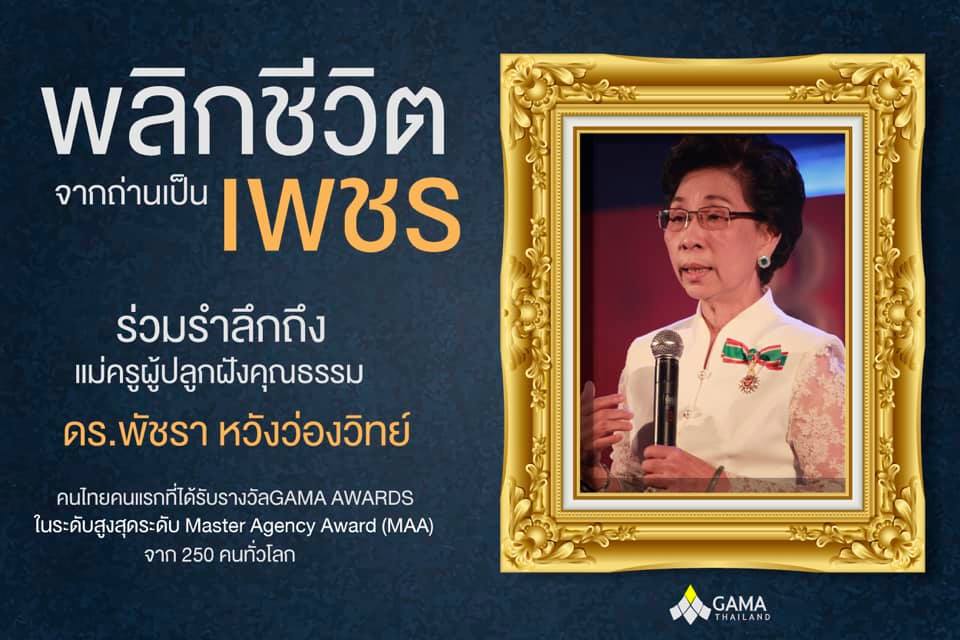 พลิกชีวิต
จากถ่านเป็น เพชร
ร่วมรำลึกถึง
แม่ครูผู้ปลูกฝังคุณธรรม
ดร.พัชรา หวังว่องวิทย์
คนไทยคนแรกที่ได้รับรางวัลGAMA AWARDS
ในระดับสูงสุดระดับ Master Agency Award (MAA)
จาก 250 คนทั่วโลก
GAMA
THAILAND